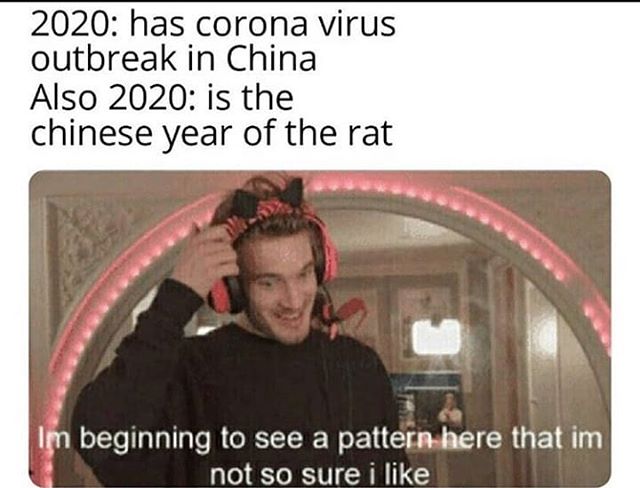 2020: has corona virus
outbreak in China
Also 2020: is the
chinese year of the rat
Im beginning to see a pattern here that im
not so sure i like